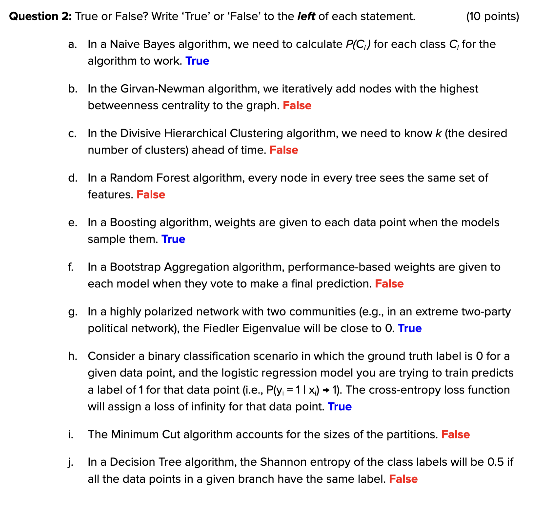 Question 2: True or False? Write 'True' or 'False' to the left of each statement. (10 points)
a. In a Naive Bayes algorithm, we need to calculate P(Cᵢ) for each class Cᵢ for the
algorithm to work. True
b. In the Girvan-Newman algorithm, we iteratively add nodes with the highest
betweenness centrality to the graph. False
c. In the Divisive Hierarchical Clustering algorithm, we need to know k (the desired
number of clusters) ahead of time. False
d. In a Random Forest algorithm, every node in every tree sees the same set of
features. False
e. In a Boosting algorithm, weights are given to each data point when the models
sample them. True
f. In a Bootstrap Aggregation algorithm, performance-based weights are given to
each model when they vote to make a final prediction. False
g. In a highly polarized network with two communities (e.g., in an extreme two-party
political network), the Fiedler Eigenvalue will be close to 0. True
h. Consider a binary classification scenario in which the ground truth label is 0 for a
given data point, and the logistic regression model you are trying to train predicts
a label of 1 for that data point (i.e., P(yᵢ = 1 | xᵢ) → 1). The cross-entropy loss function
will assign a loss of infinity for that data point. True
i. The Minimum Cut algorithm accounts for the sizes of the partitions. False
j. In a Decision Tree algorithm, the Shannon entropy of the class labels will be 0.5 if
all the data points in a given branch have the same label. False